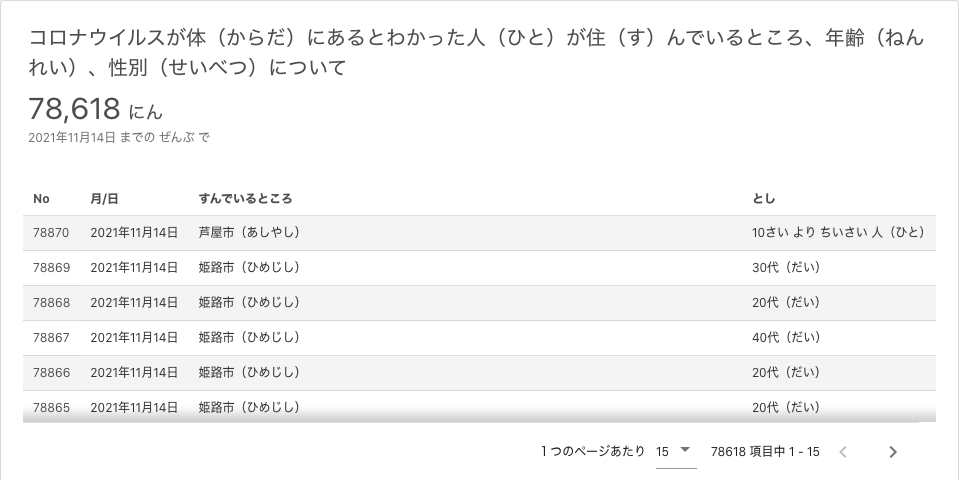 コロナウイルスが体（からだ）にあるとわかった人（ひと）が住（す）んでいるところ、年齢（ねん
れい）、性別（せいべつ）について
78,618 にん
2021年11月14日 までの ぜんぶ で
No 月/日 すんでいるところ とし
78870 2021年11月14日 芦屋市（あしやし） 10さい より ちいさい 人（ひと）
78869 2021年11月14日 姫路市（ひめじし） 30代（だい）
78868 2021年11月14日 姫路市（ひめじし） 20代（だい）
78867 2021年11月14日 姫路市（ひめじし） 40代（だい）
78866 2021年11月14日 姫路市（ひめじし） 20代（だい）
78865 2021年11月14日 姫路市（ひめじし） 20代（だい）
1 つのページあたり 15 78618 項目中 1 - 15